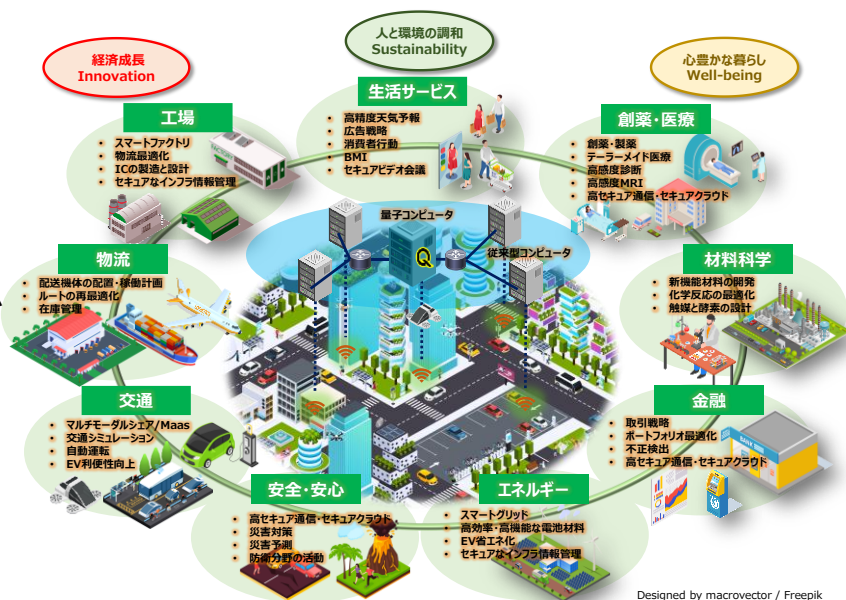 人と環境の調和
Sustainability
経済成長
Innovation
心豊かな暮らし
Well-being
生活サービス
• 高精度天気予報
• 広告戦略
• 消費者行動
• BMI
• セキュアビデオ会議
工場
• スマートファクトリ
• 物流最適化
• ICの製造と設計
• セキュアなインフラ情報管理
FACTORY
創薬・医療
• 創薬・製薬
• テーラーメイド医療
• 高感度診断
• 高感度MRI
• 高セキュア通信・セキュアクラウド
量子コンピュータ
Q
従来型コンピュータ
物流
• 配送機体の配置・稼働計画
• ルートの再最適化
• 在庫管理
材料科学
• 新機能材料の開発
• 化学反応の最適化
• 触媒と酵素の設計
交通
• マルチモーダルシェア/Maas
• 交通シミュレーション
• 自動運転
• EV利便性向上
金融
• 取引戦略
• ポートフォリオ最適化
• 不正検出
• 高セキュア通信・セキュアクラウド
BANK
安全・安心
• 高セキュア通信・セキュアクラウド
• 災害対策
• 災害予測
• 防衛分野の活動
エネルギー
• スマートグリッド
• 高効率・高機能な電池材料
• EV省エネ化
• セキュアなインフラ情報管理
Designed by macrovector / Freepik